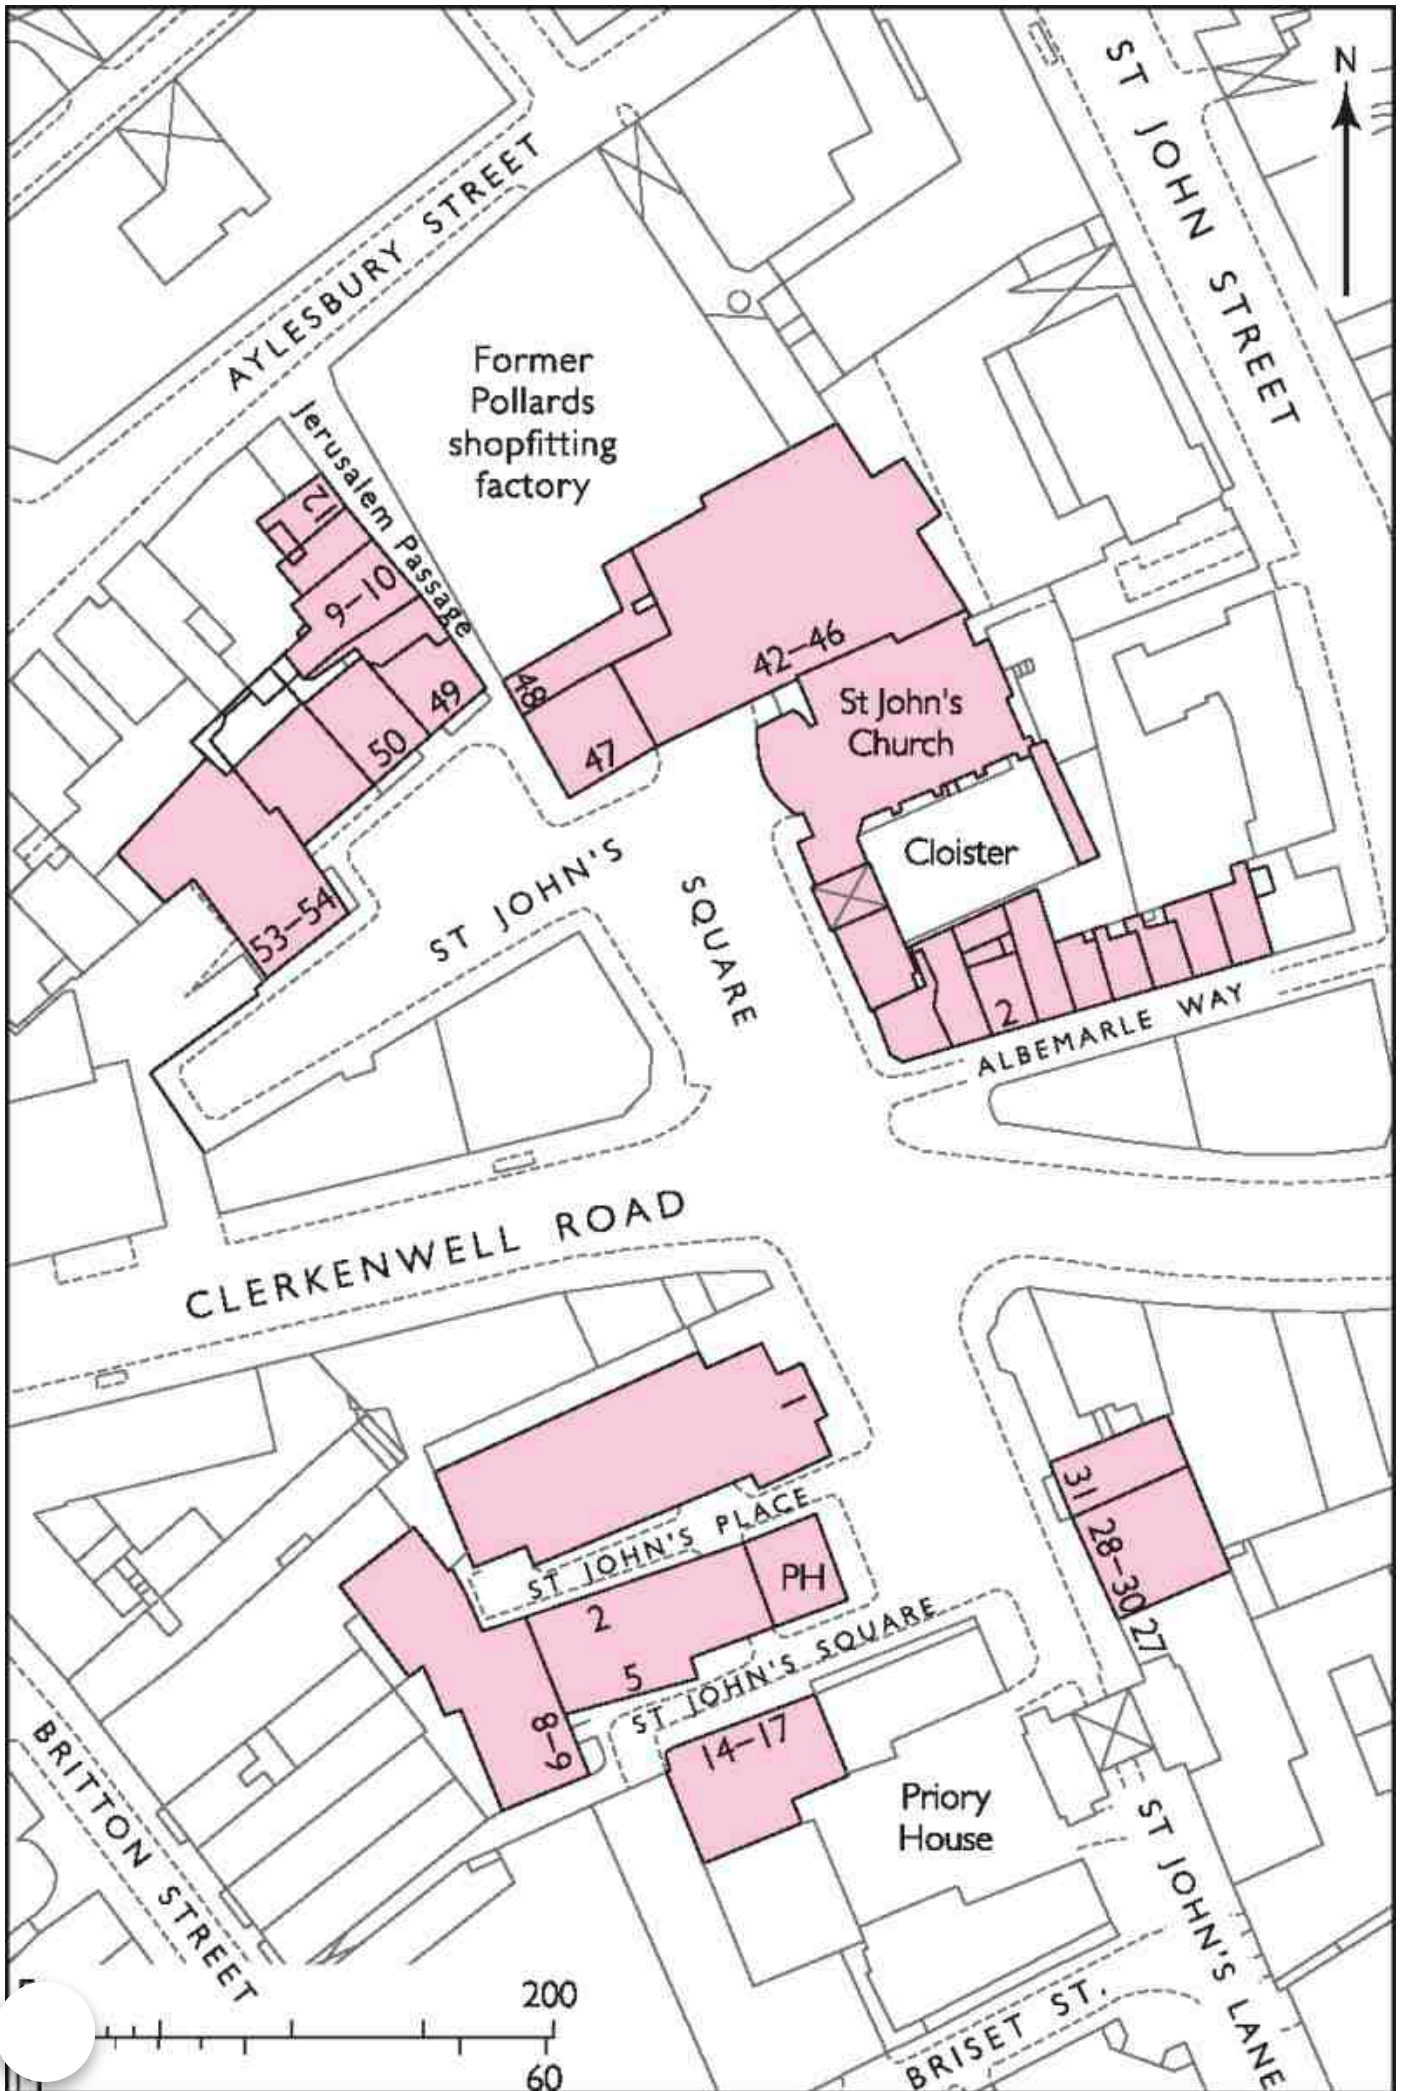 ST JOHN STREET
N
AYLESBURY STREET
Former
Pollards
shopfitting
factory
Jerusalem Passage
12
9–10
49
50
53–54
48
47
42–46
St John's
Church
Cloister
2
ALBEMARLE WAY
ST JOHN'S
SQUARE
CLERKENWELL ROAD
1
ST JOHN'S PLACE
PH
2
5
ST JOHN'S SQUARE
8–9
14–17
31
28–30
27
Priory
House
BRITTON STREET
ST JOHN'S LANE
BRISET ST.
200
60